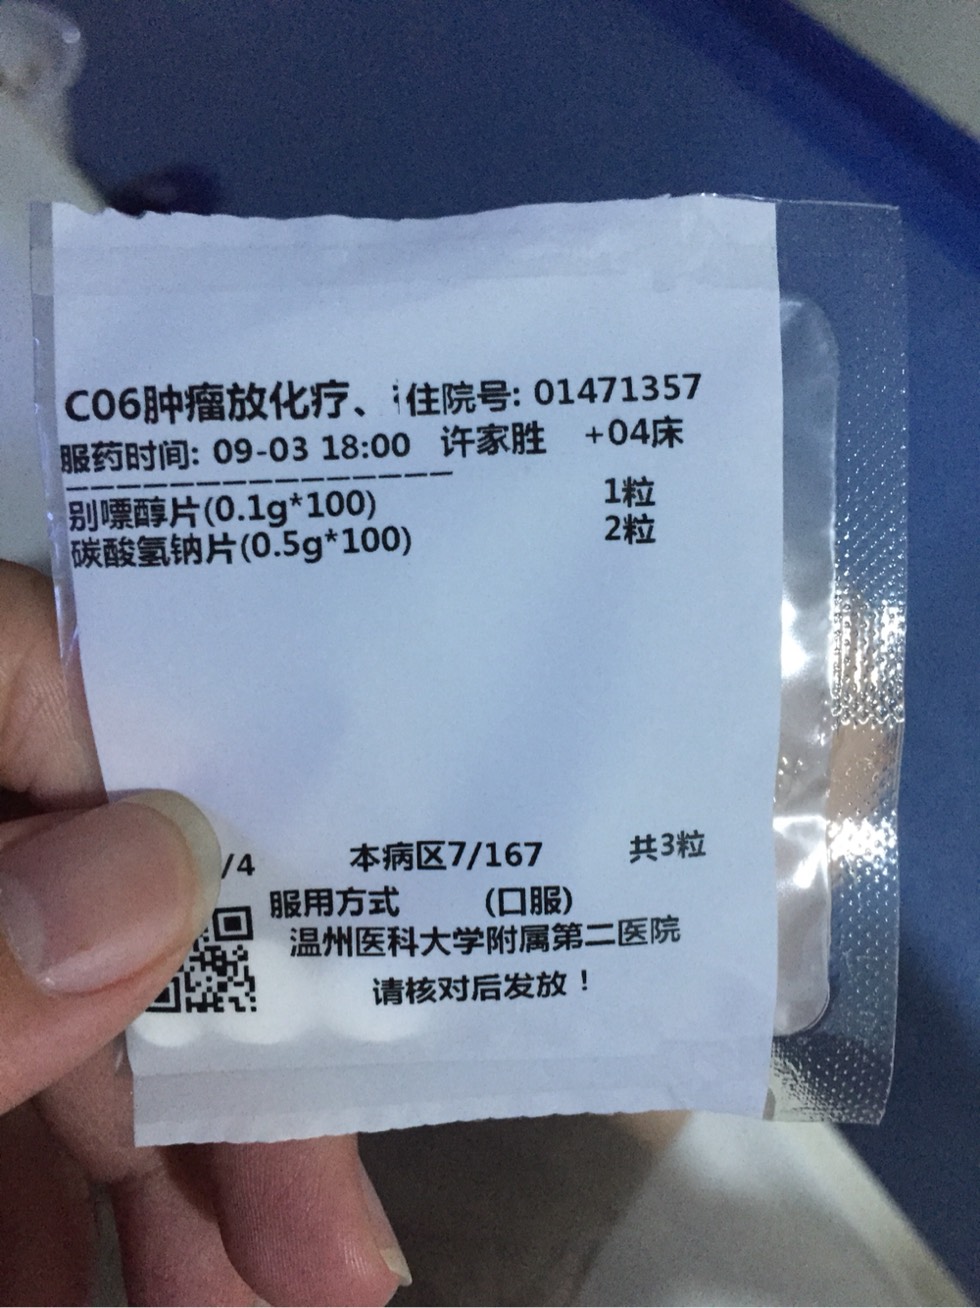 C06肿瘤放化疗、 住院号: 01471357
服药时间: 09-03 18:00 许家胜 +04床
别嘌醇片(0.1g*100) 1粒
碳酸氢钠片(0.5g*100) 2粒
/4 本病区7/167 共3粒
服用方式 (口服)
温州医科大学附属第二医院
请核对后发放！